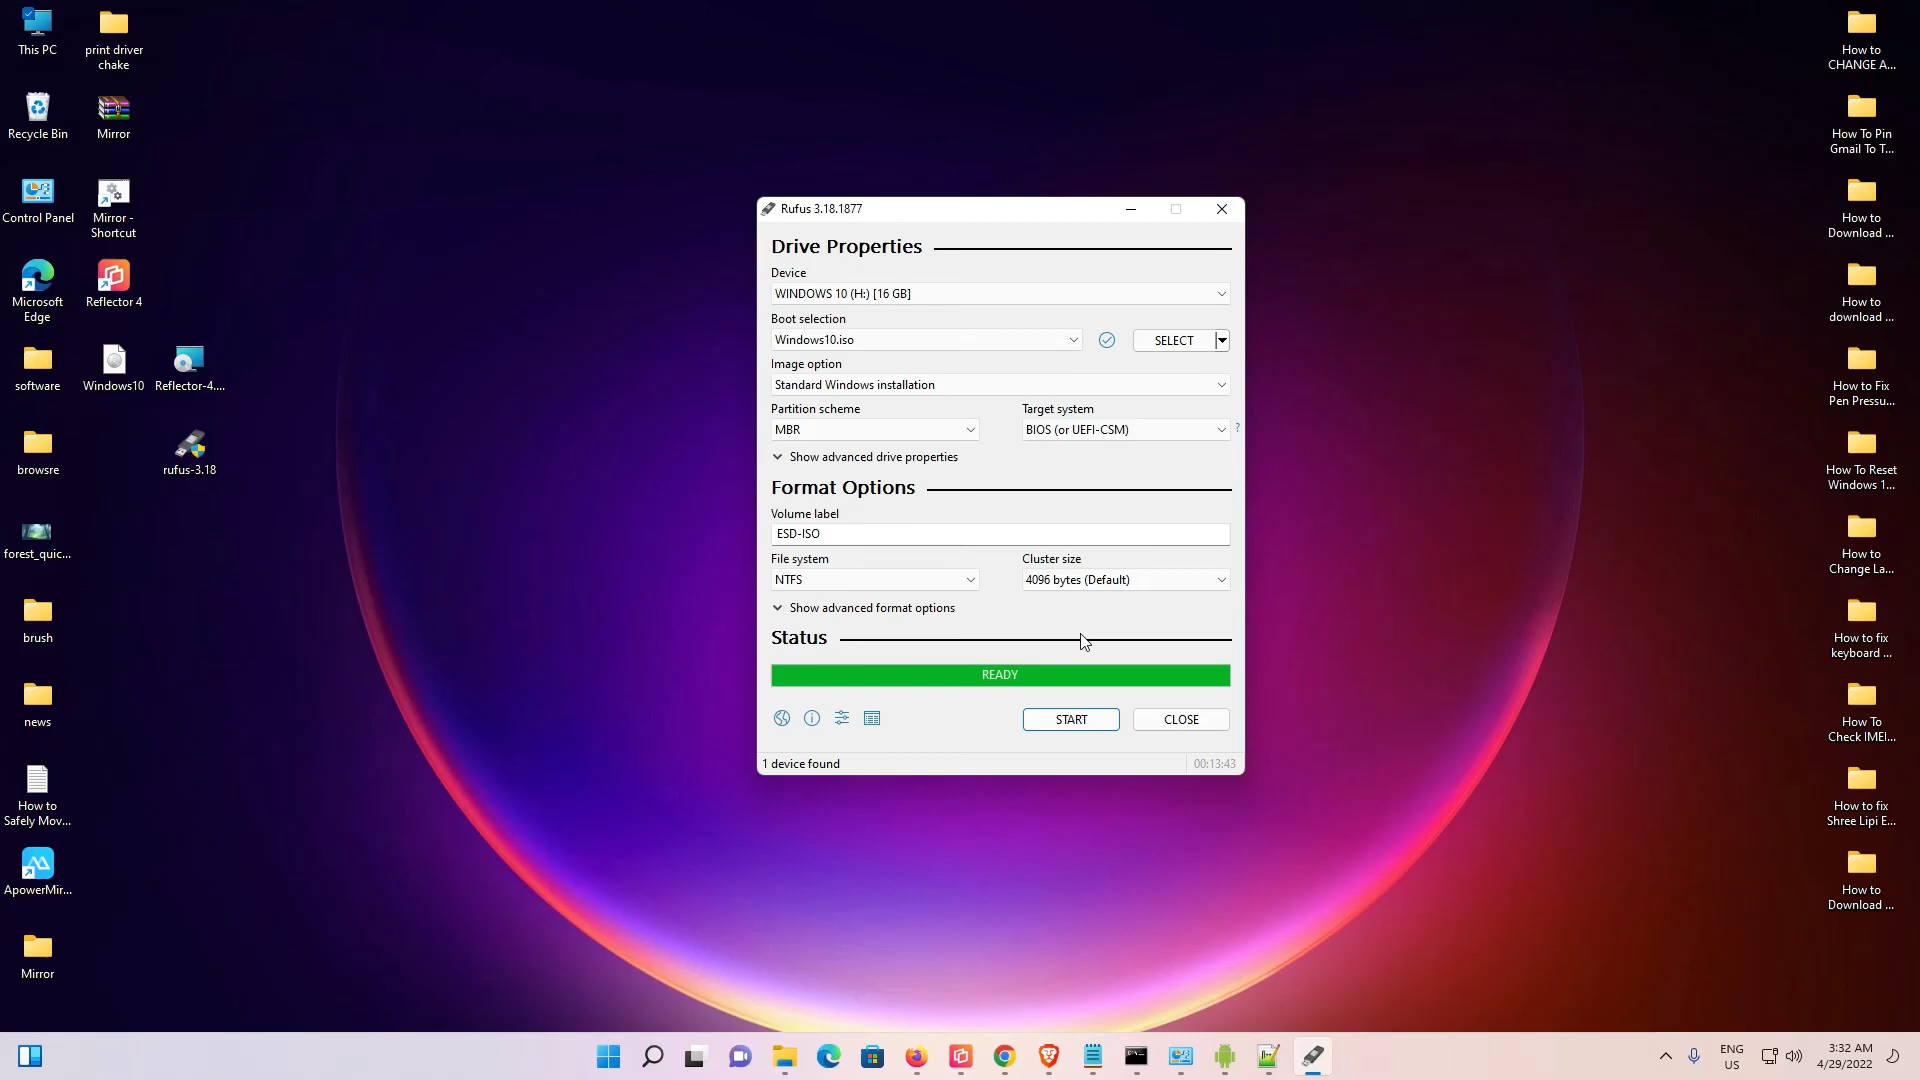 This PC
print driver
chake
Recycle Bin
Mirror
Control Panel
Mirror -
Shortcut
Microsoft
Edge
Reflector 4
software
Windows10
Reflector-4....
browsre
rufus-3.18
forest_quic...
brush
news
How to
Safely Mov...
ApowerMir...
Mirror
Rufus 3.18.1877
Drive Properties
Device
WINDOWS 10 (H:) [16 GB]
Boot selection
Windows10.iso
SELECT
Image option
Standard Windows installation
Partition scheme
Target system
MBR
BIOS (or UEFI-CSM)
?
Show advanced drive properties
Format Options
Volume label
ESD-ISO
File system
Cluster size
NTFS
4096 bytes (Default)
Show advanced format options
Status
READY
START
CLOSE
1 device found
00:13:43
How to
CHANGE A...
How To Pin
Gmail To T...
How to
Download ...
How to
download ...
How to Fix
Pen Pressu...
How To Reset
Windows 1...
How to
Change La...
How to fix
keyboard ...
How To
Check IMEI...
How to fix
Shree Lipi E...
How to
Download ...
ENG
US
3:32 AM
4/29/2022